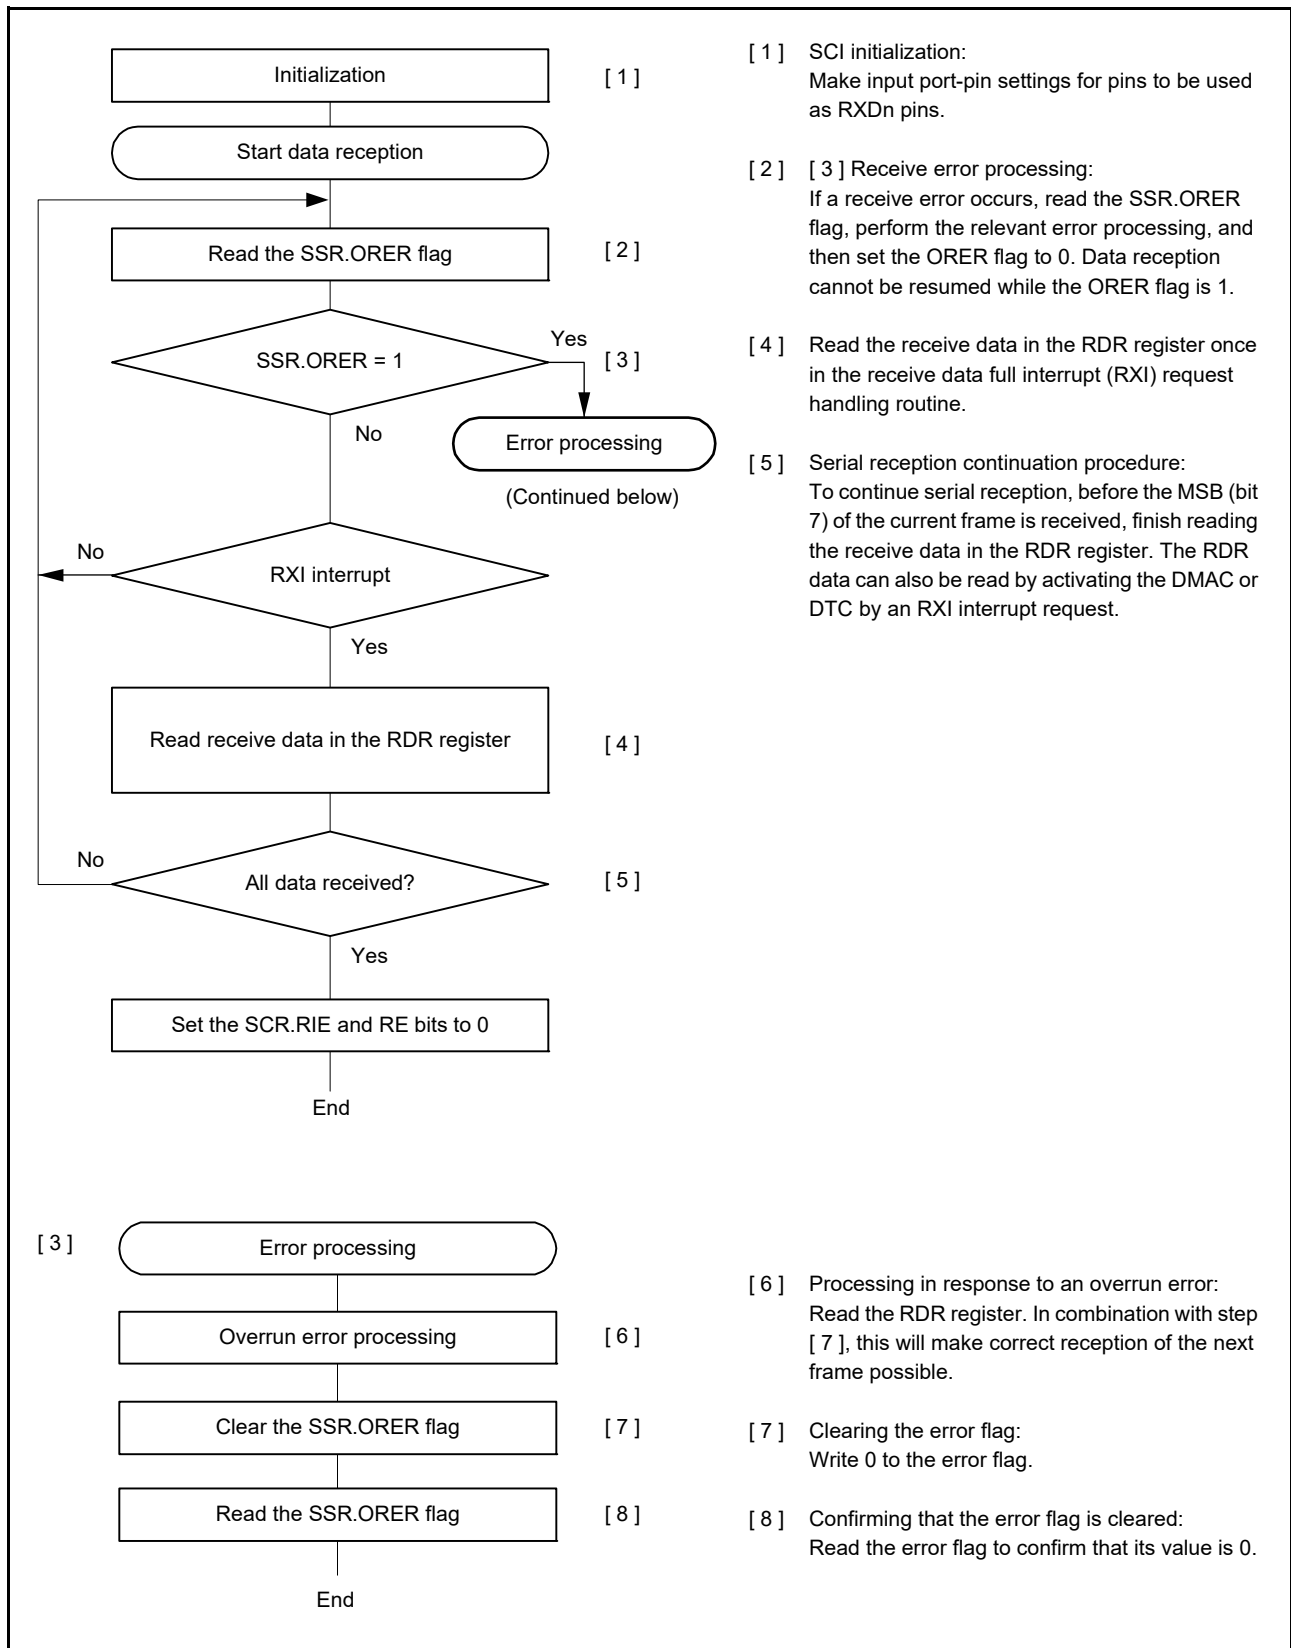 Initialization
[ 1 ]
Start data reception
Read the SSR.ORER flag
[ 2 ]
SSR.ORER = 1
Yes
[ 3 ]
No
Error processing
(Continued below)
No
RXI interrupt
Yes
Read receive data in the RDR register
[ 4 ]
No
All data received?
[ 5 ]
Yes
Set the SCR.RIE and RE bits to 0
End
[ 1 ] SCI initialization:
Make input port-pin settings for pins to be used
as RXDn pins.
[ 2 ] [ 3 ] Receive error processing:
If a receive error occurs, read the SSR.ORER
flag, perform the relevant error processing, and
then set the ORER flag to 0. Data reception
cannot be resumed while the ORER flag is 1.
[ 4 ] Read the receive data in the RDR register once
in the receive data full interrupt (RXI) request
handling routine.
[ 5 ] Serial reception continuation procedure:
To continue serial reception, before the MSB (bit
7) of the current frame is received, finish reading
the receive data in the RDR register. The RDR
data can also be read by activating the DMAC or
DTC by an RXI interrupt request.
[ 3 ]
Error processing
Overrun error processing
[ 6 ]
Clear the SSR.ORER flag
[ 7 ]
Read the SSR.ORER flag
[ 8 ]
End
[ 6 ] Processing in response to an overrun error:
Read the RDR register. In combination with step
[ 7 ], this will make correct reception of the next
frame possible.
[ 7 ] Clearing the error flag:
Write 0 to the error flag.
[ 8 ] Confirming that the error flag is cleared:
Read the error flag to confirm that its value is 0.